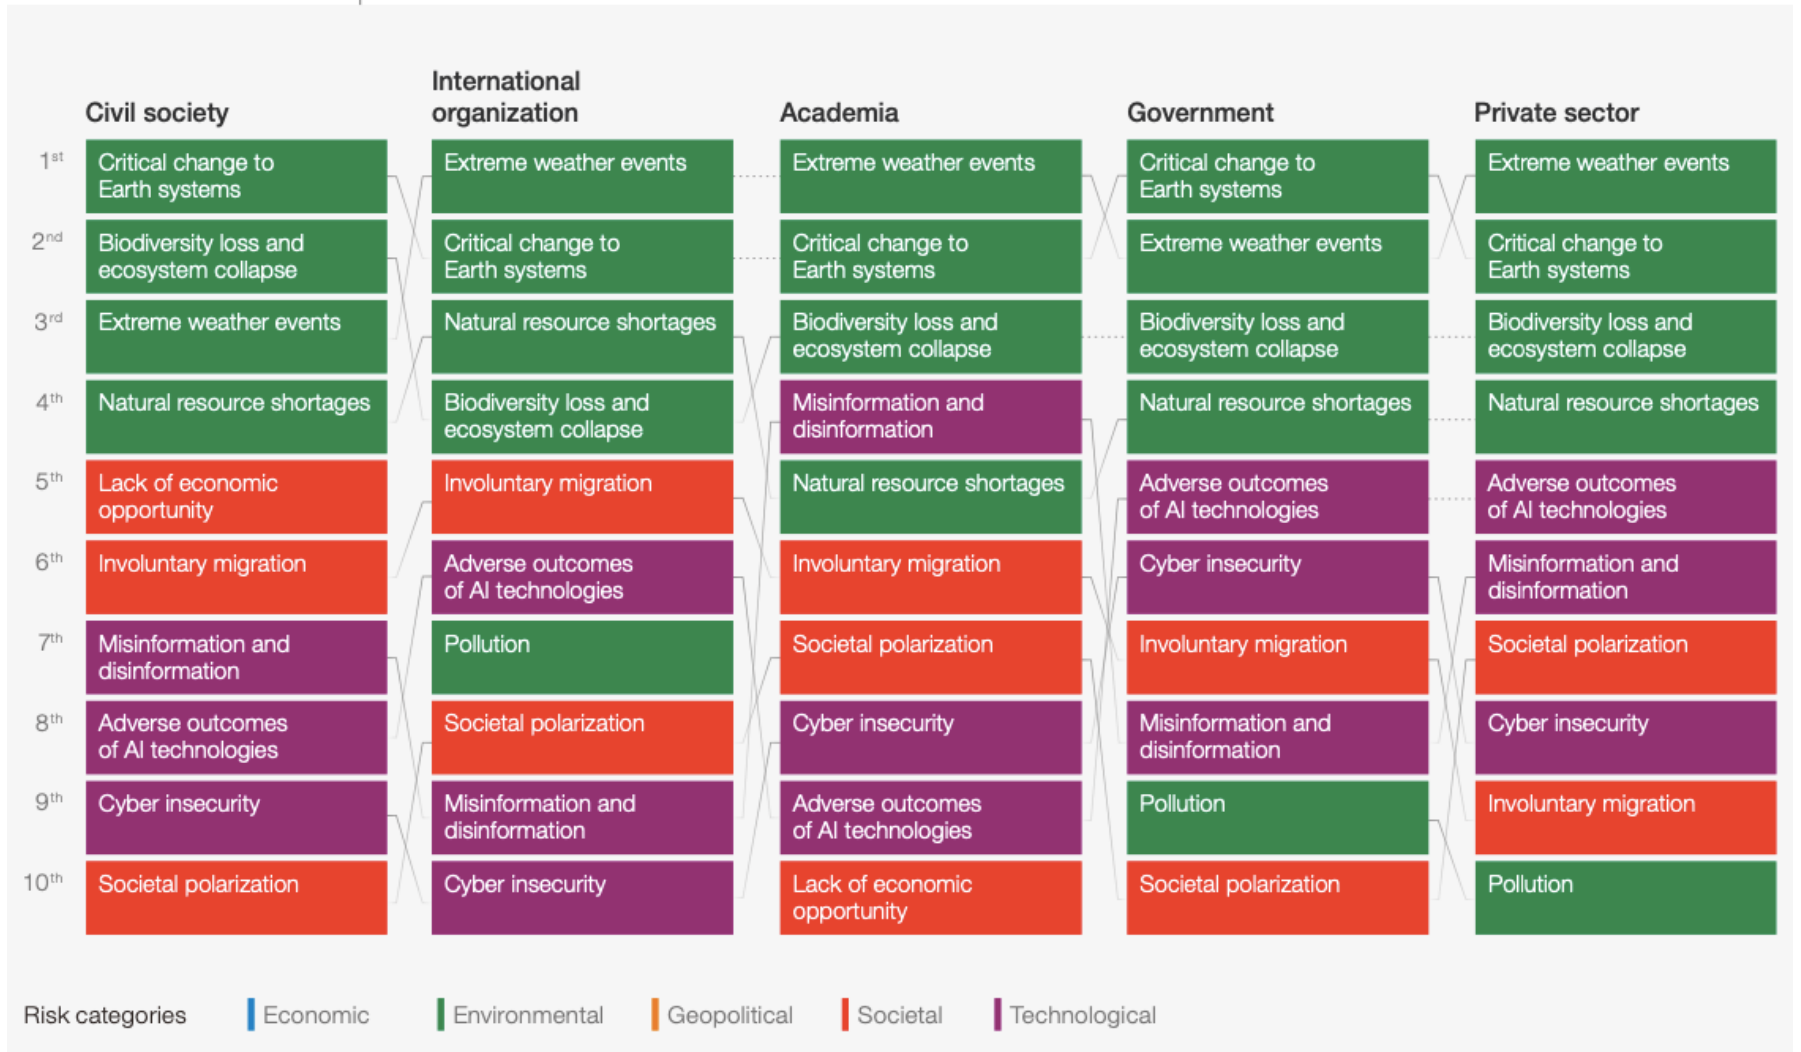 Civil society
International
organization
Academia
Government
Private sector
1st
Critical change to
Earth systems
Extreme weather events
Extreme weather events
Critical change to
Earth systems
Extreme weather events
2nd
Biodiversity loss and
ecosystem collapse
Critical change to
Earth systems
Critical change to
Earth systems
Extreme weather events
Critical change to
Earth systems
3rd
Extreme weather events
Natural resource shortages
Biodiversity loss and
ecosystem collapse
Biodiversity loss and
ecosystem collapse
Biodiversity loss and
ecosystem collapse
4th
Natural resource shortages
Biodiversity loss and
ecosystem collapse
Misinformation and
disinformation
Natural resource shortages
Natural resource shortages
5th
Lack of economic
opportunity
Involuntary migration
Natural resource shortages
Adverse outcomes
of AI technologies
Adverse outcomes
of AI technologies
6th
Involuntary migration
Adverse outcomes
of AI technologies
Involuntary migration
Cyber insecurity
Misinformation and
disinformation
7th
Misinformation and
disinformation
Pollution
Societal polarization
Involuntary migration
Societal polarization
8th
Adverse outcomes
of AI technologies
Societal polarization
Cyber insecurity
Misinformation and
disinformation
Cyber insecurity
9th
Cyber insecurity
Misinformation and
disinformation
Adverse outcomes
of AI technologies
Pollution
Involuntary migration
10th
Societal polarization
Cyber insecurity
Lack of economic
opportunity
Societal polarization
Pollution
Risk categories
Economic
Environmental
Geopolitical
Societal
Technological